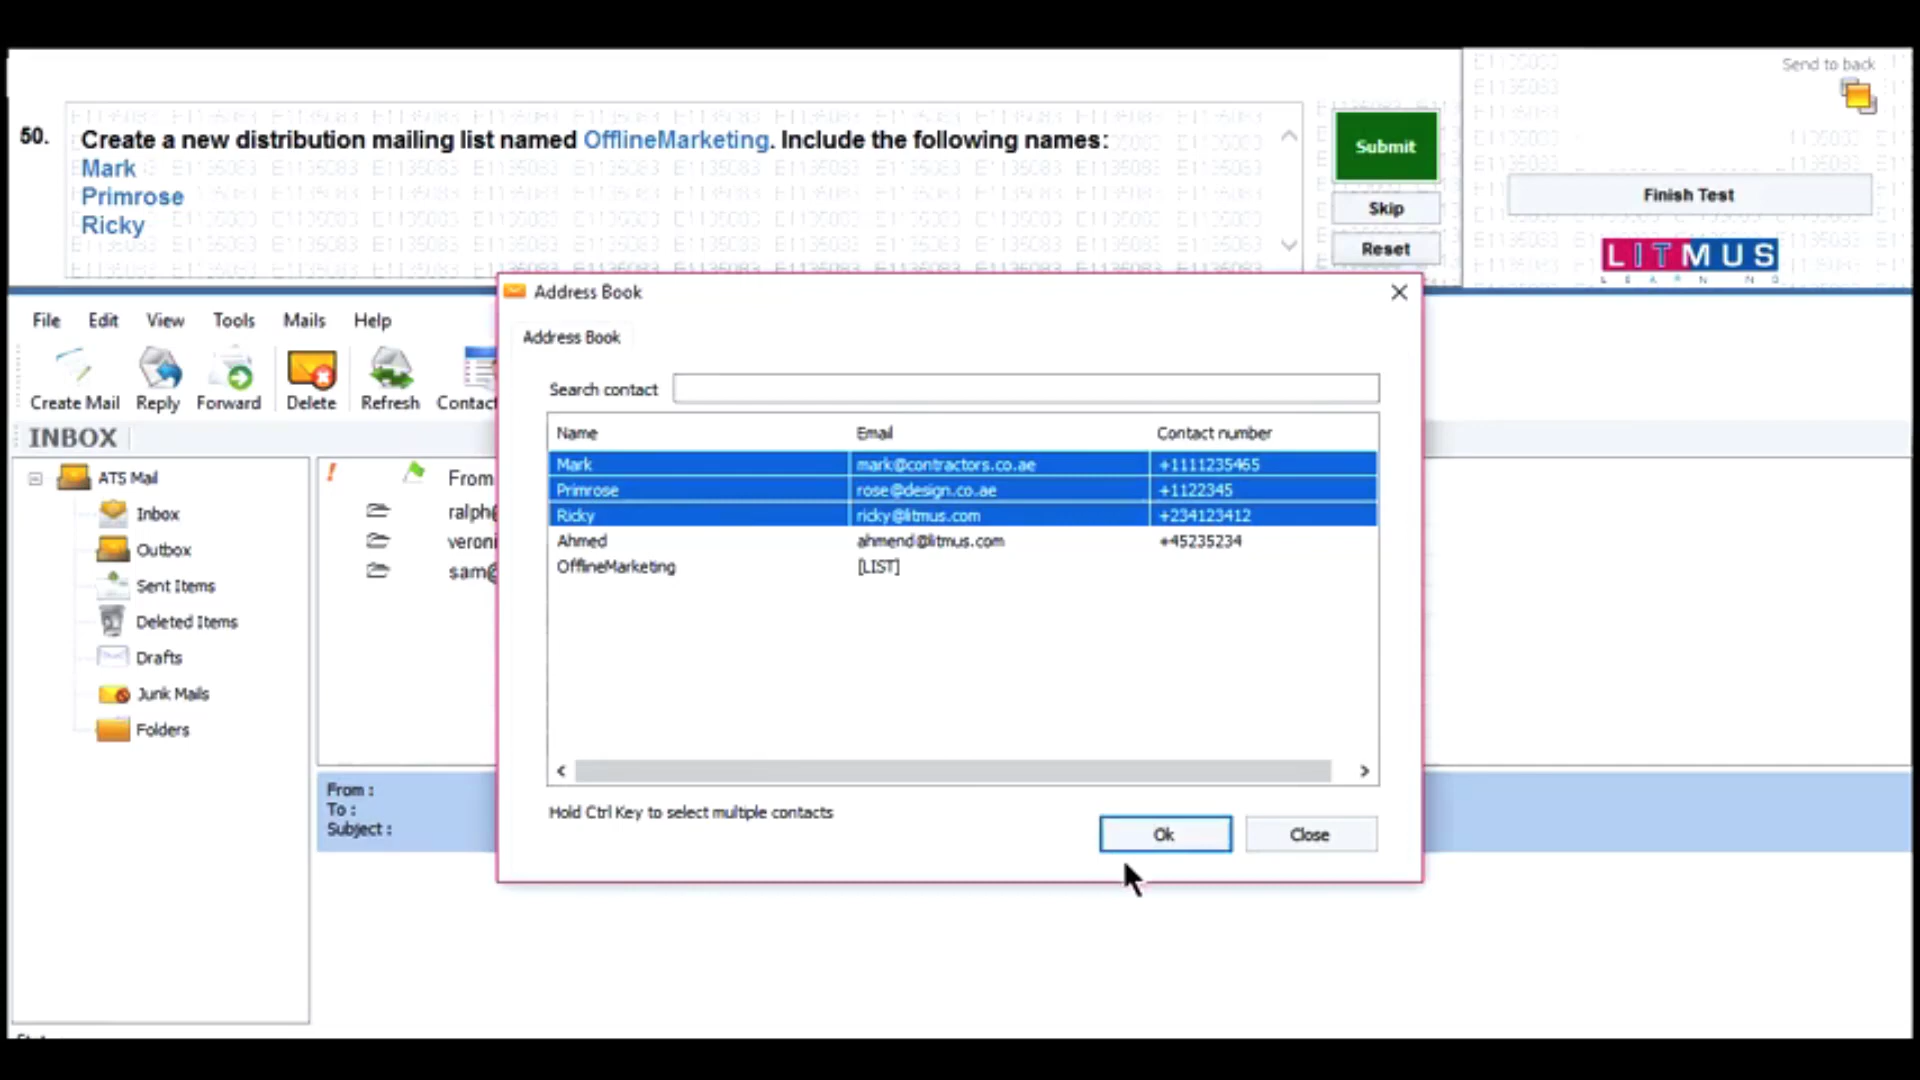 Send to back
50. Create a new distribution mailing list named OfflineMarketing. Include the following names:
Mark
Primrose
Ricky
Submit
Skip
Reset
Finish Test
LITMUS
LEARNING
File Edit View Tools Mails Help
Create Mail Reply Forward Delete Refresh Contact
INBOX
ATS Mail
Inbox
Outbox
Sent Items
Deleted Items
Drafts
Junk Mails
Folders
From
ralph@
veroni
sam@
From :
To :
Subject :
Address Book
Address Book
Search contact
Name Email Contact number
Mark mark@contractors.co.ae +1111235465
Primrose rose@design.co.ae +1122345
Ricky ricky@litmus.com +234123412
Ahmed ahmend@litmus.com +45235234
OfflineMarketing [LIST]
Hold Ctrl Key to select multiple contacts
Ok Close